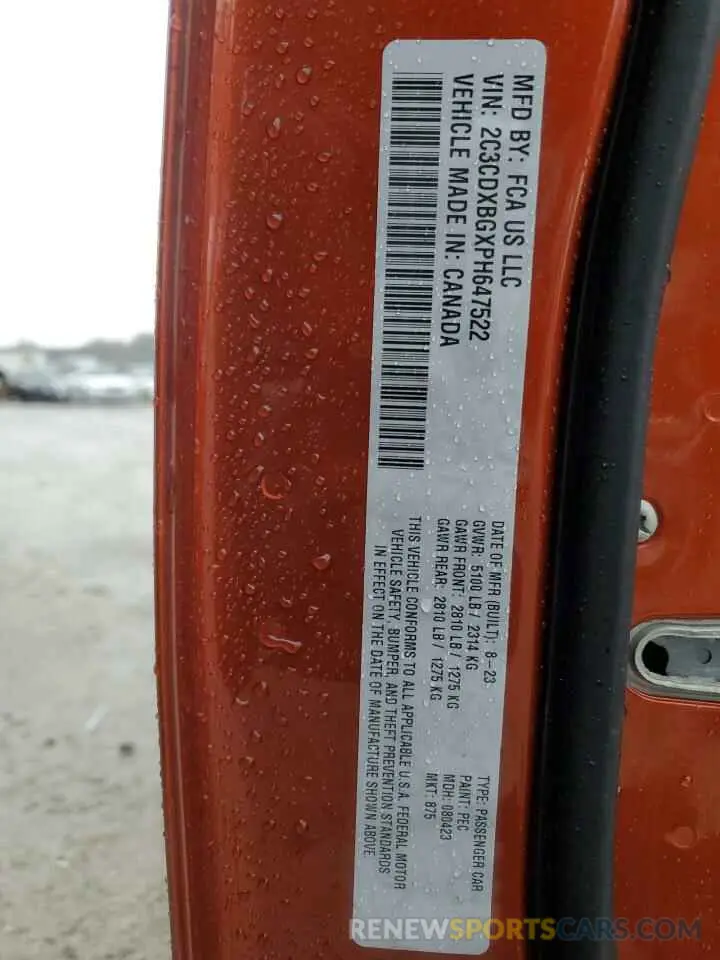 MFD BY: FCA US LLC
VIN: 2C3CDXBGXPH647522
VEHICLE MADE IN: CANADA
DATE OF MFR (BUILT): 8-23
GVWR: 5100 LB / 2314 KG
GAWR FRONT: 2810 LB / 1275 KG
GAWR REAR: 2810 LB / 1275 KG
THIS VEHICLE CONFORMS TO ALL APPLICABLE U.S.A. FEDERAL MOTOR
VEHICLE SAFETY, BUMPER, AND THEFT PREVENTION STANDARDS
IN EFFECT ON THE DATE OF MANUFACTURE SHOWN ABOVE
TYPE: PASSENGER CAR
PAINT: PEC
MDH: 080423
MKT: 875
RENEWSPORTSCARS.COM